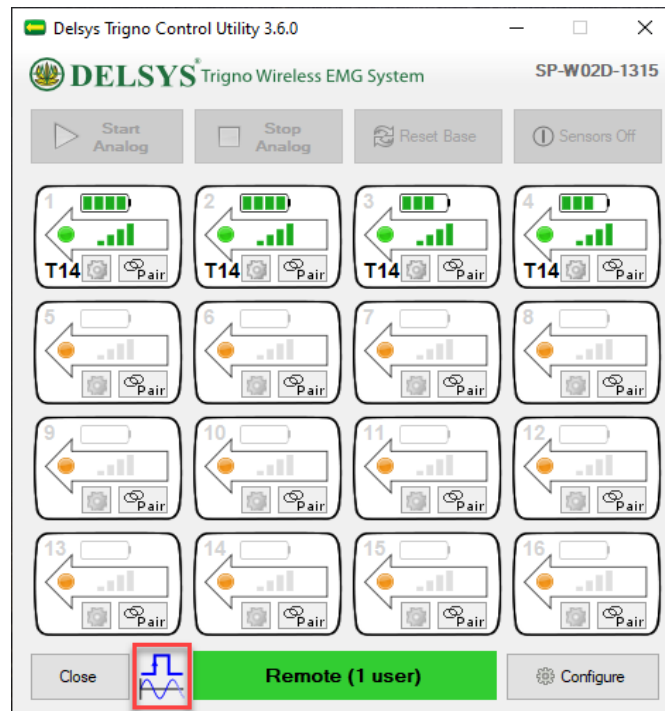 Delsys Trigno Control Utility 3.6.0
DELSYS® Trigno Wireless EMG System
SP-W02D-1315
Start Analog
Stop Analog
Reset Base
Sensors Off
1
T14
Pair
2
T14
Pair
3
T14
Pair
4
T14
Pair
5
Pair
6
Pair
7
Pair
8
Pair
9
Pair
10
Pair
11
Pair
12
Pair
13
Pair
14
Pair
15
Pair
16
Pair
Close
Remote (1 user)
Configure